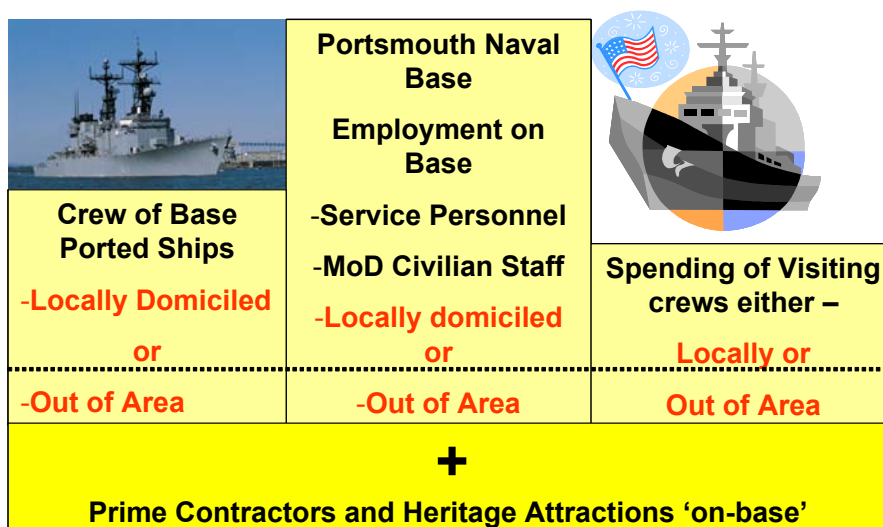 Crew of Base
Ported Ships
-Locally Domiciled
or
-Out of Area
Portsmouth Naval
Base
Employment on
Base
-Service Personnel
-MoD Civilian Staff
-Locally domiciled
or
-Out of Area
Spending of Visiting
crews either –
Locally or
Out of Area
+
Prime Contractors and Heritage Attractions ‘on-base’